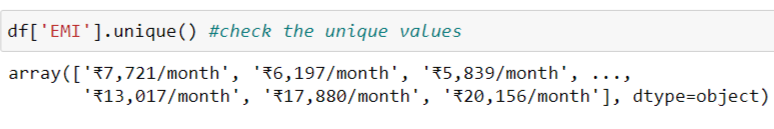 df['EMI'].unique() #check the unique values
array(['₹7,721/month', '₹6,197/month', '₹5,839/month', ...,
'₹13,017/month', '₹17,880/month', '₹20,156/month'], dtype=object)